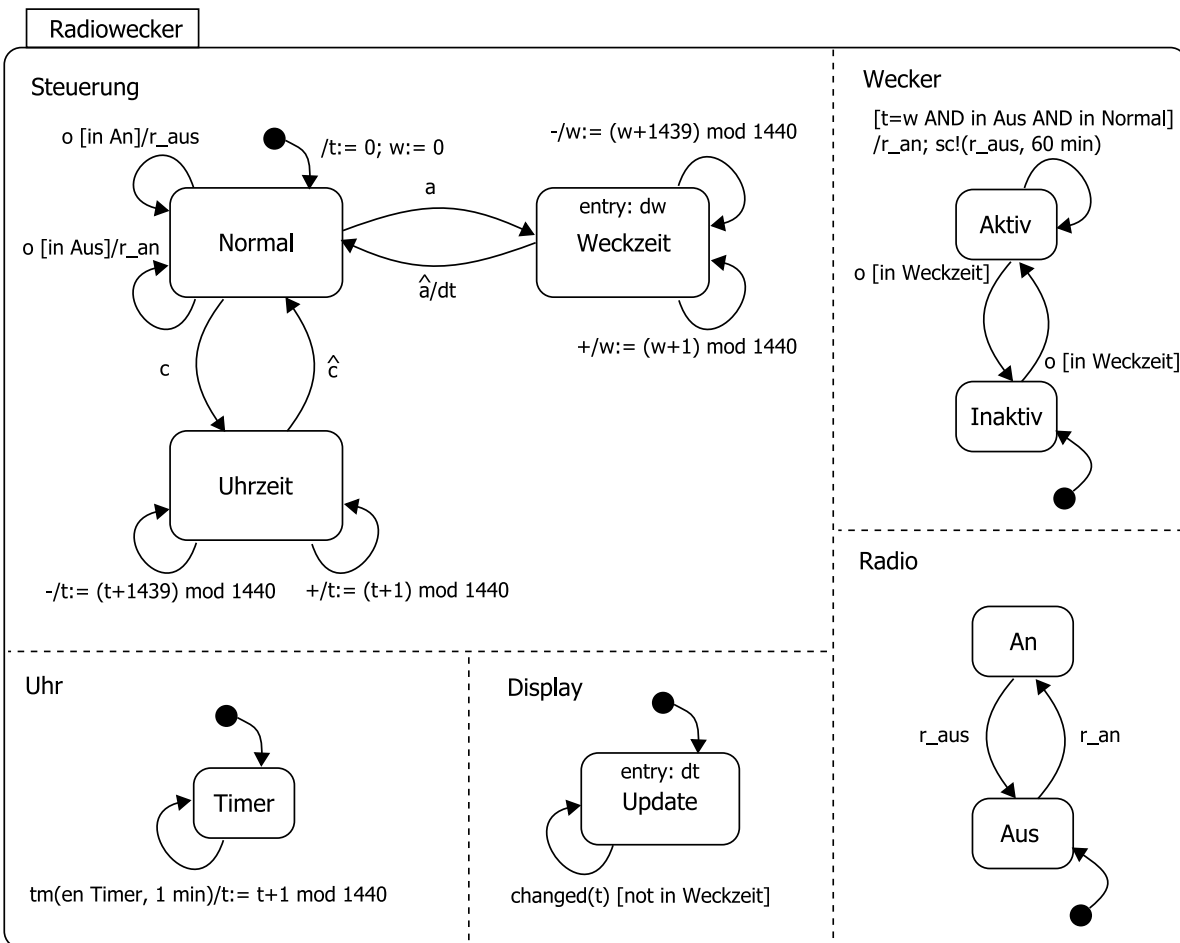 Radiowecker
Steuerung
o [in An]/r_aus
/t:= 0; w:= 0
-/w:= (w+1439) mod 1440
a
entry: dw
Normal
Weckzeit
o [in Aus]/r_an
â/dt
+/w:= (w+1) mod 1440
c
ĉ
Uhrzeit
-/t:= (t+1439) mod 1440
+/t:= (t+1) mod 1440
Wecker
[t=w AND in Aus AND in Normal]
/r_an; sc!(r_aus, 60 min)
Aktiv
o [in Weckzeit]
o [in Weckzeit]
Inaktiv
Uhr
Timer
tm(en Timer, 1 min)/t:= t+1 mod 1440
Display
entry: dt
Update
changed(t) [not in Weckzeit]
Radio
An
r_aus
r_an
Aus